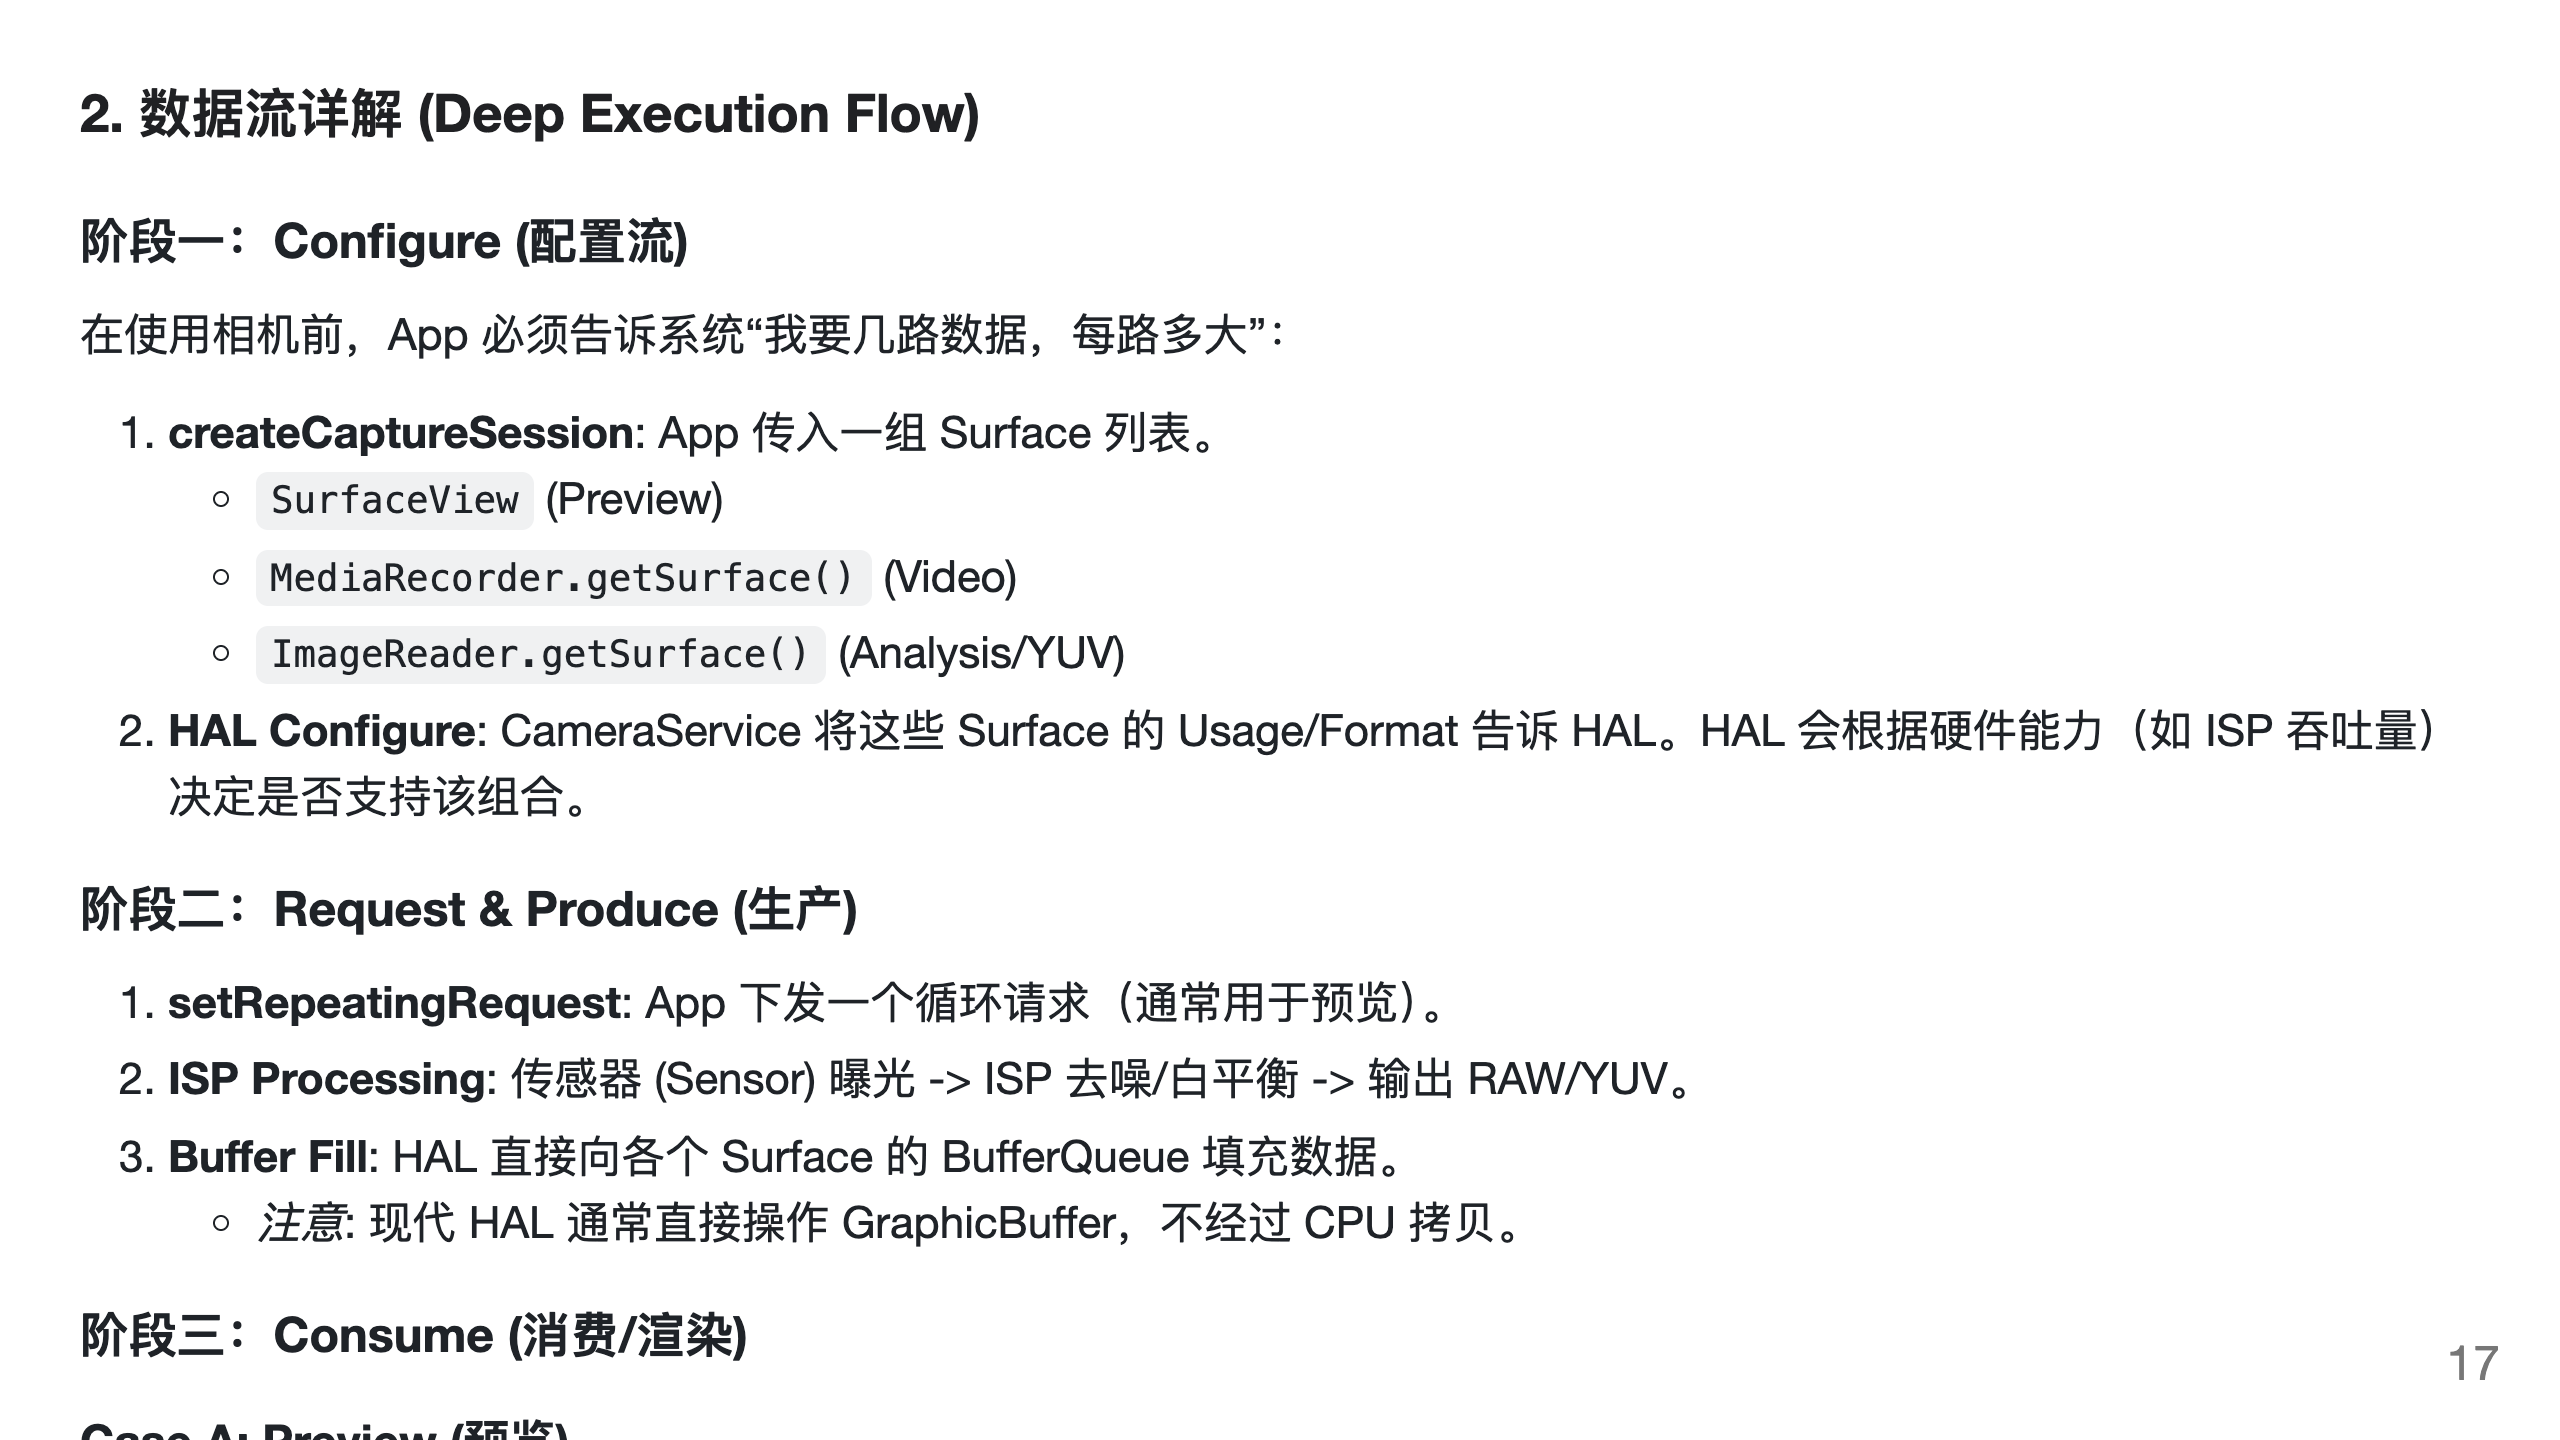 2. 数据流详解 (Deep Execution Flow)
阶段一：Configure (配置流)
在使用相机前，App 必须告诉系统“我要几路数据，每路多大”：
1. createCaptureSession: App 传入一组 Surface 列表。
SurfaceView (Preview)
MediaRecorder.getSurface() (Video)
ImageReader.getSurface() (Analysis/YUV)
2. HAL Configure: CameraService 将这些 Surface 的 Usage/Format 告诉 HAL。HAL 会根据硬件能力（如 ISP 吞吐量）
决定是否支持该组合。
阶段二：Request & Produce (生产)
1. setRepeatingRequest: App 下发一个循环请求（通常用于预览）。
2. ISP Processing: 传感器 (Sensor) 曝光 -> ISP 去噪/白平衡 -> 输出 RAW/YUV。
3. Buffer Fill: HAL 直接向各个 Surface 的 BufferQueue 填充数据。
注意: 现代 HAL 通常直接操作 GraphicBuffer，不经过 CPU 拷贝。
阶段三：Consume (消费/渲染)
17
Case A: Preview (预览)